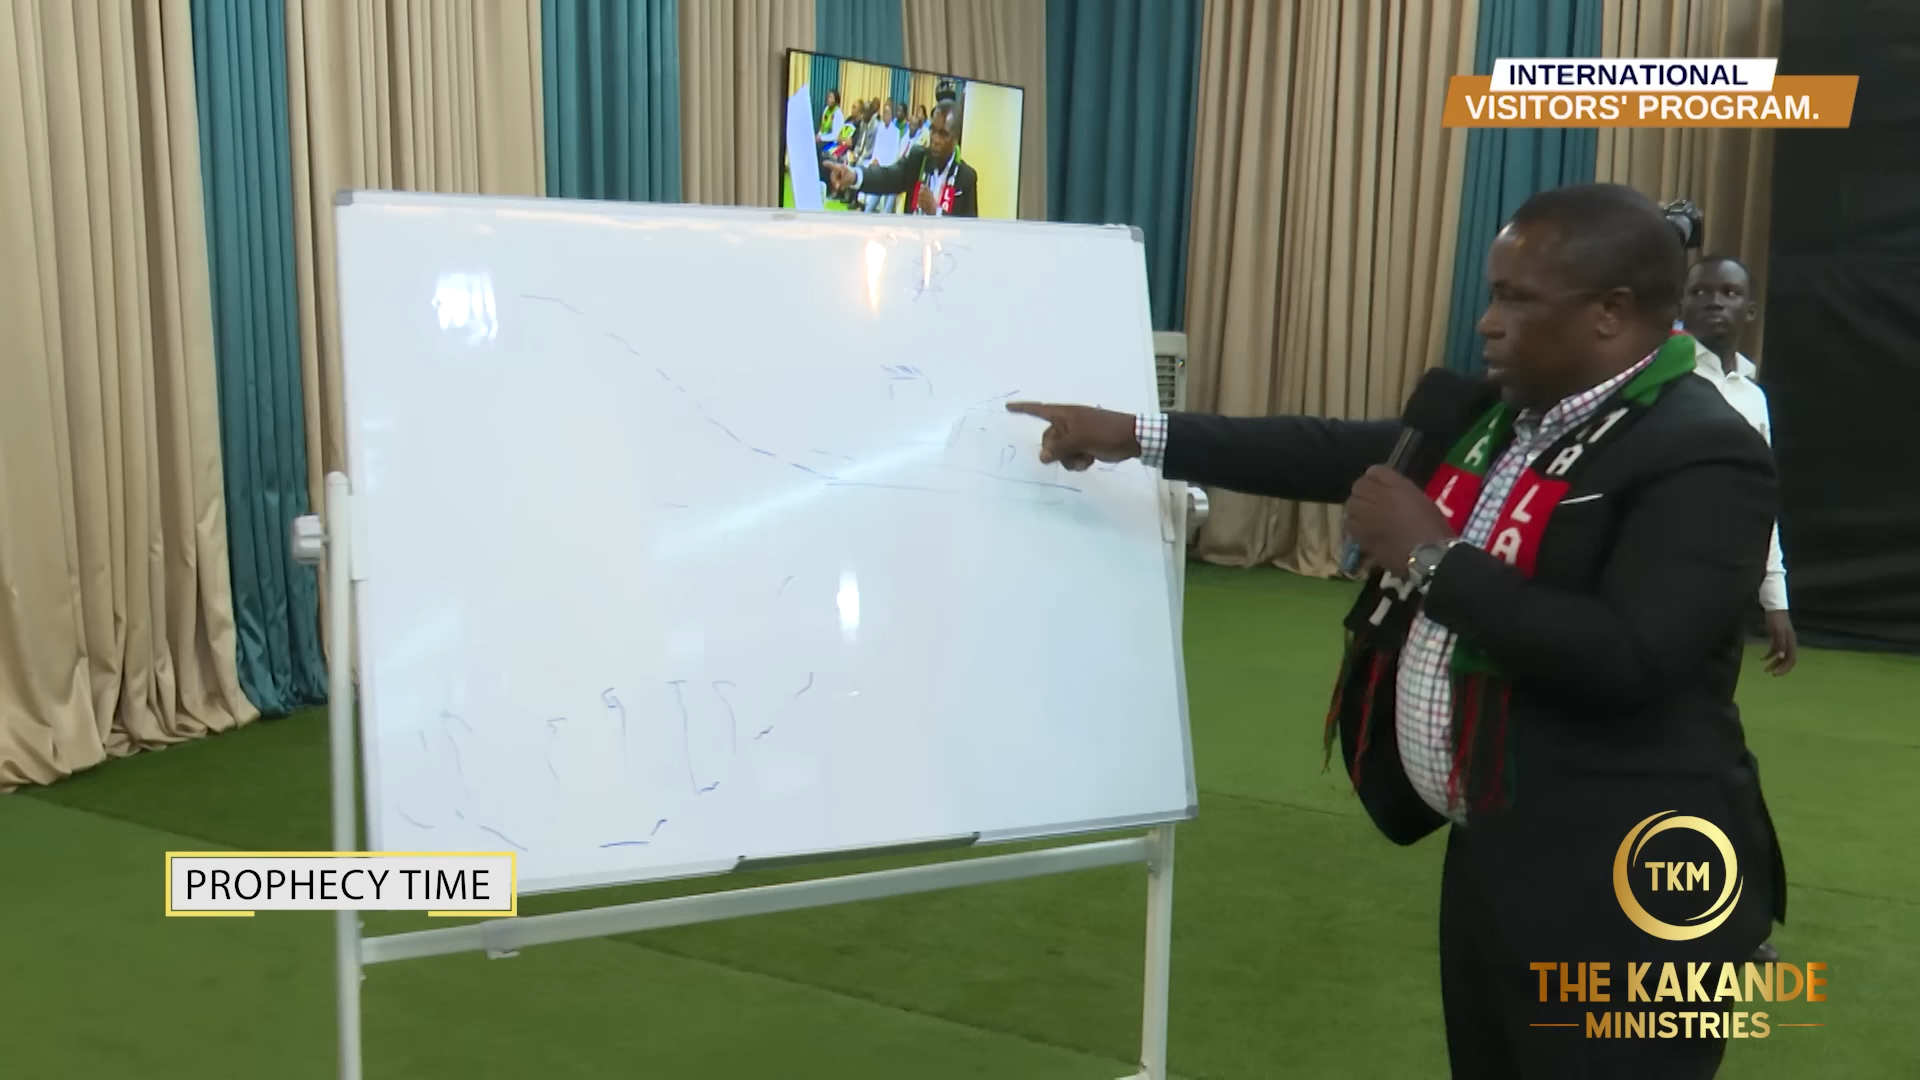 INTERNATIONAL
VISITORS' PROGRAM.
PROPHECY TIME
TKM
THE KAKANDE
MINISTRIES